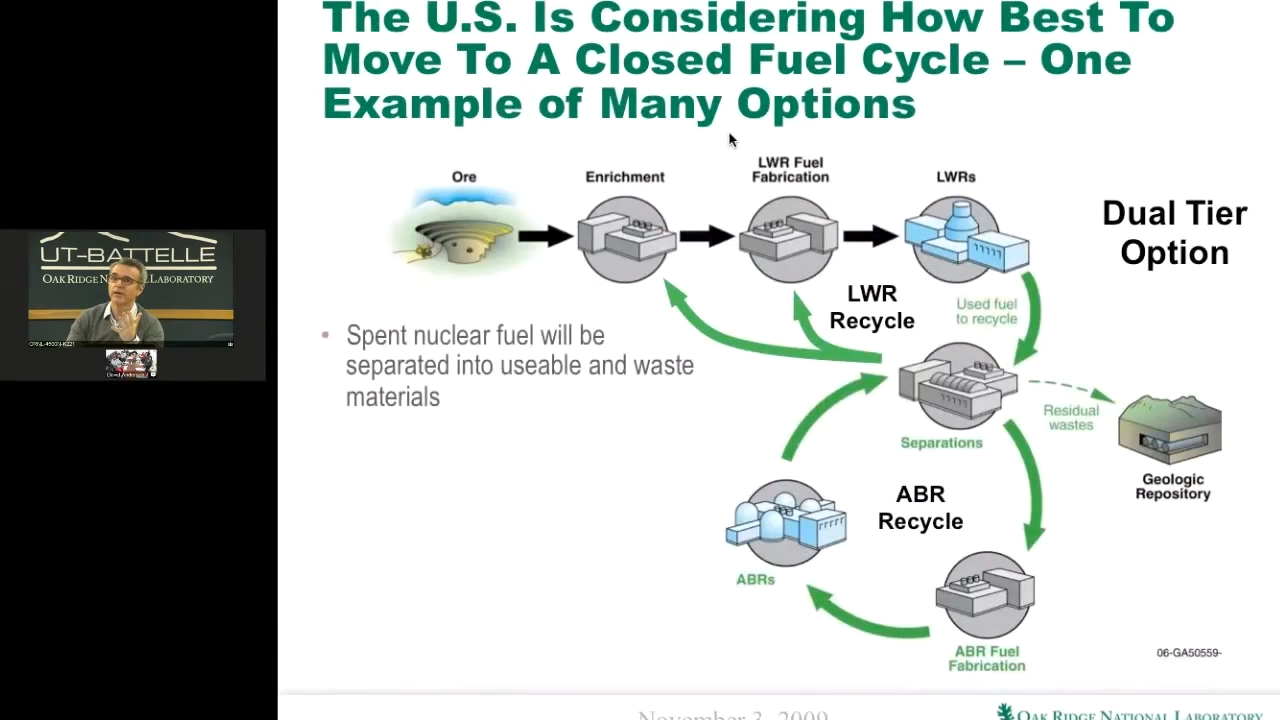 The U.S. Is Considering How Best To
Move To A Closed Fuel Cycle – One
Example of Many Options
Ore
Enrichment
LWR Fuel
Fabrication
LWRs
Dual Tier
Option
UT-BATTELLE
OAK RIDGE NATIONAL LABORATORY
LWR
Recycle
Used fuel
to recycle
• Spent nuclear fuel will be
separated into useable and waste
materials
Residual
wastes
Separations
Geologic
Repository
ABR
Recycle
ABRs
ABR Fuel
Fabrication
06-GA50559-
November 3, 2009
OAK RIDGE NATIONAL LABORATORY